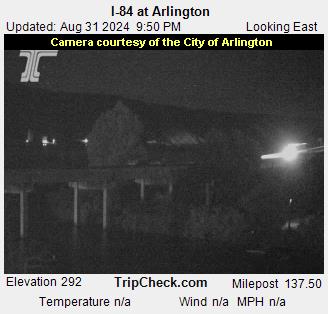 I-84 at Arlington
Updated: Aug 31 2024 9:50 PM Looking East
Camera courtesy of the City of Arlington
Elevation 292 TripCheck.com Milepost 137.50
Temperature n/a Wind n/a MPH n/a